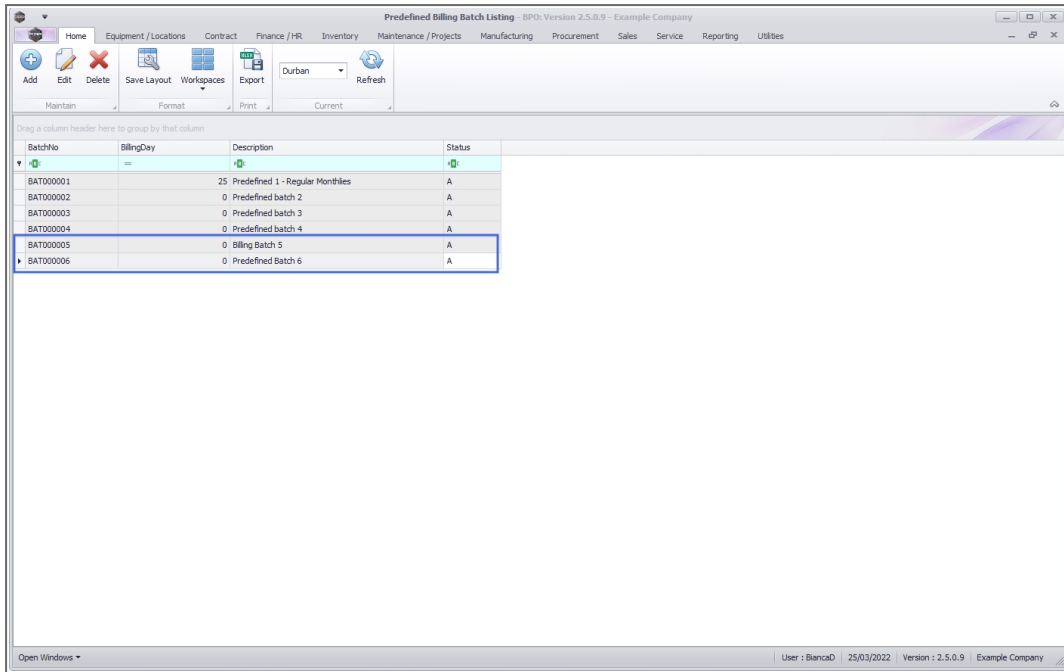 Predefined Billing Batch Listing - BPO: Version 2.5.0.9 - Example Company
Home Equipment / Locations Contract Finance / HR Inventory Maintenance / Projects Manufacturing Procurement Sales Service Reporting Utilities
Add Edit Delete Save Layout Workspaces Export Durban Refresh
Maintain Format Print Current
Drag a column header here to group by that column
BatchNo BillingDay Description Status
=
BAT000001 25 Predefined 1 - Regular Monthlies A
BAT000002 0 Predefined batch 2 A
BAT000003 0 Predefined batch 3 A
BAT000004 0 Predefined batch 4 A
BAT000005 0 Billing Batch 5 A
BAT000006 0 Predefined Batch 6 A
Open Windows User : BiancaD 25/03/2022 Version : 2.5.0.9 Example Company